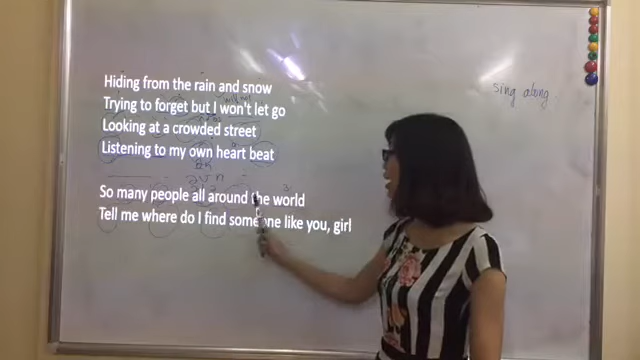 Hiding from the rain and snow
Trying to forget but I won't let go
Looking at a crowded street
Listening to my own heart beat
So many people all around the world
Tell me where do I find someone like you, girl
sing along